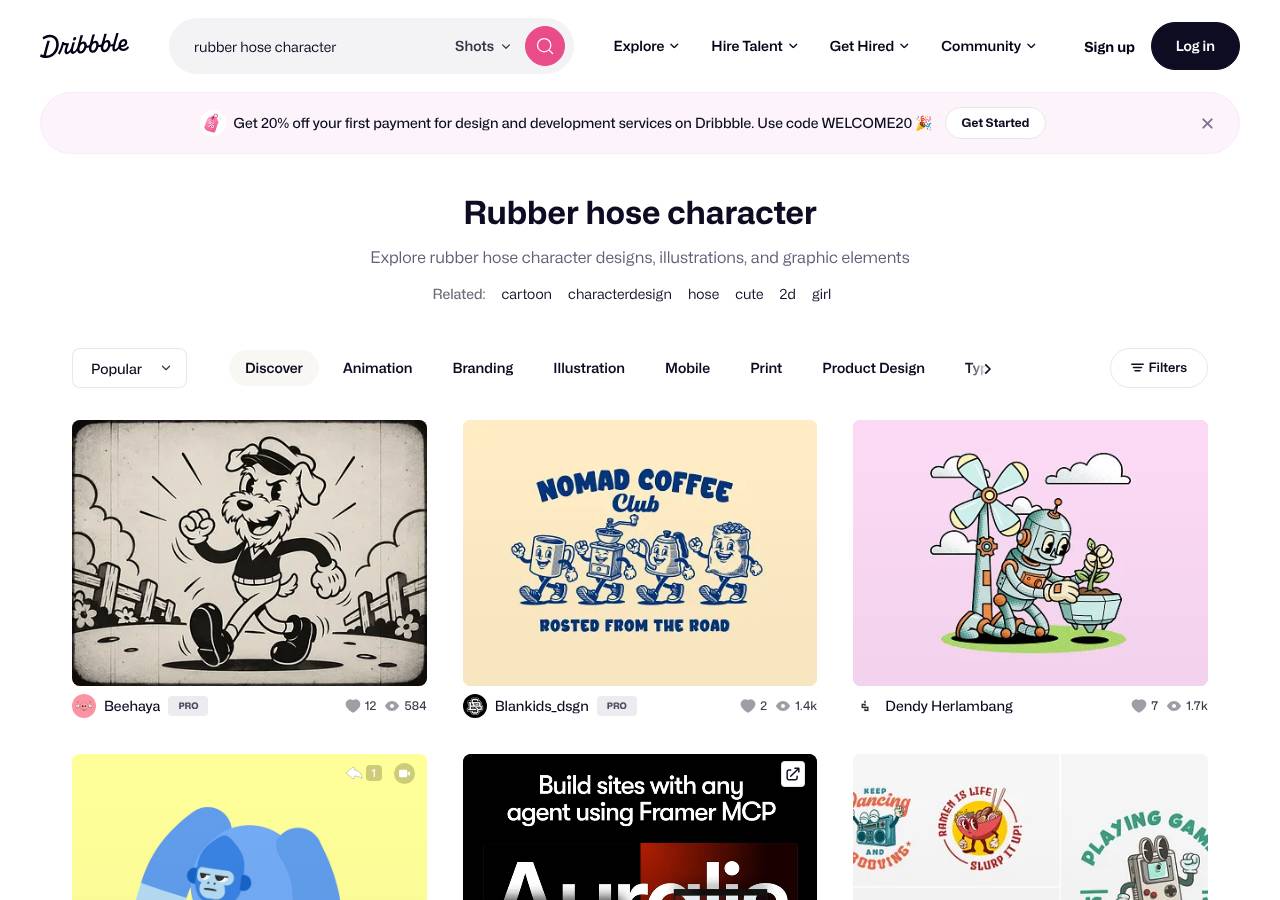 Dribbble
rubber hose character
Shots
Explore
Hire Talent
Get Hired
Community
Sign up
Log in
Get 20% off your first payment for design and development services on Dribbble. Use code WELCOME20 🎉
Get Started
Rubber hose character
Explore rubber hose character designs, illustrations, and graphic elements
Related: cartoon characterdesign hose cute 2d girl
Popular
Discover
Animation
Branding
Illustration
Mobile
Print
Product Design
Filters
NOMAD COFFEE
Club
ROSTED FROM THE ROAD
Beehaya PRO 12 584
Blankids_dsgn PRO 2 1.4k
Dendy Herlambang 7 1.7k
1
Build sites with any
agent using Framer MCP
KEEP
Dancing
AND
GROOVING
RAMEN IS LIFE
SLURP IT UP!
PLAYING GAM